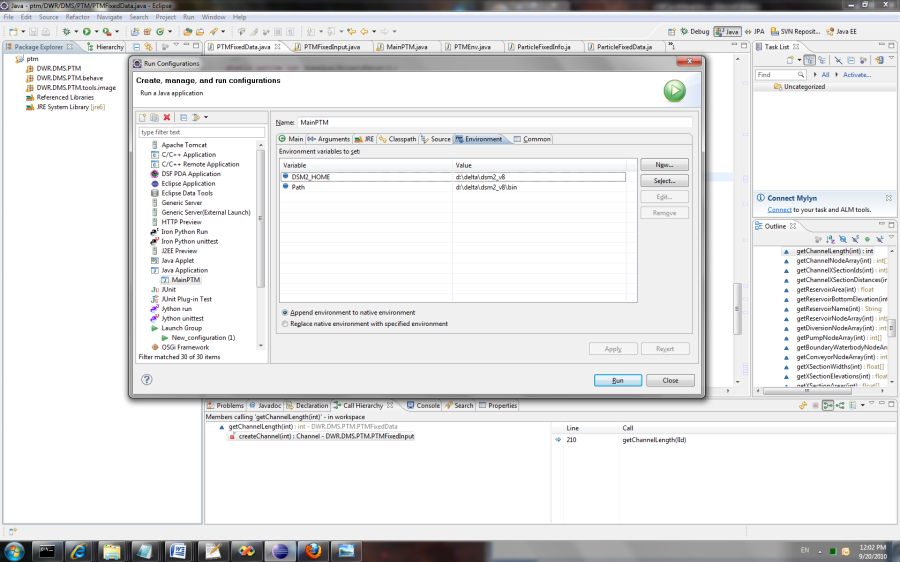 Java - ptm/DWR/DMS/PTM/PTMFixedData.java - Eclipse
File Edit Source Refactor Navigate Search Project Run Window Help
Debug Java JPA SVN Reposit... Java EE
Package Explorer Hierarchy
PTMFixedData.java PTMFixedInput.java MainPTM.java PTMEnv.java ParticleFixedInfo.ja ParticleFixedData.ja
Task List
ptm
DWR.DMS.PTM
DWR.DMS.PTM.behave
DWR.DMS.PTM.tools.image
Referenced Libraries
JRE System Library [jre6]
Run Configurations
Create, manage, and run configurations
Run a Java application
type filter text
Apache Tomcat
C/C++ Application
C/C++ Remote Application
DSF PDA Application
Eclipse Application
Eclipse Data Tools
Generic Server
Generic Server(External Launch)
HTTP Preview
Iron Python Run
Iron Python unittest
J2EE Preview
Java Applet
Java Application
MainPTM
JUnit
JUnit Plug-in Test
Jython run
Jython unittest
Launch Group
New_configuration (1)
OSGi Framework
Filter matched 30 of 30 items
Name: MainPTM
Main Arguments JRE Classpath Source Environment Common
Environment variables to set:
Variable Value
DSM2_HOME d:\delta\dsm2_v8
Path d:\delta\dsm2_v8\bin
New...
Select...
Edit...
Remove
Append environment to native environment
Replace native environment with specified environment
Apply Revert
Run Close
Find All Activate...
Uncategorized
Connect Mylyn
Connect to your task and ALM tools.
Outline
getChannelLength(int) : int
getChannelNodeArray(int) : int[]
getChannelXSectionIds(int) : int
getChannelXSectionDistances(i
getReservoirArea(int) : float
getReservoirBottomElevation(int
getReservoirName(int) : String
getReservoirNodeArray(int) : int
getDiversionNodeArray(int) : int
getPumpNodeArray(int) : int[]
getBoundaryWaterbodyNodeArr
getConveyorNodeArray(int) : int
getXSectionWidths(int) : float[]
getXSectionElevations(int) : float
getXSectionAreas(int) : float[]
Problems Javadoc Declaration Call Hierarchy Console Search Properties
Members calling 'getChannelLength(int)' - in workspace
getChannelLength(int) : int - DWR.DMS.PTM.PTMFixedData
createChannel(int) : Channel - DWR.DMS.PTM.PTMFixedInput
Line Call
210 getChannelLength(lId)
EN
12:02 PM
9/20/2010